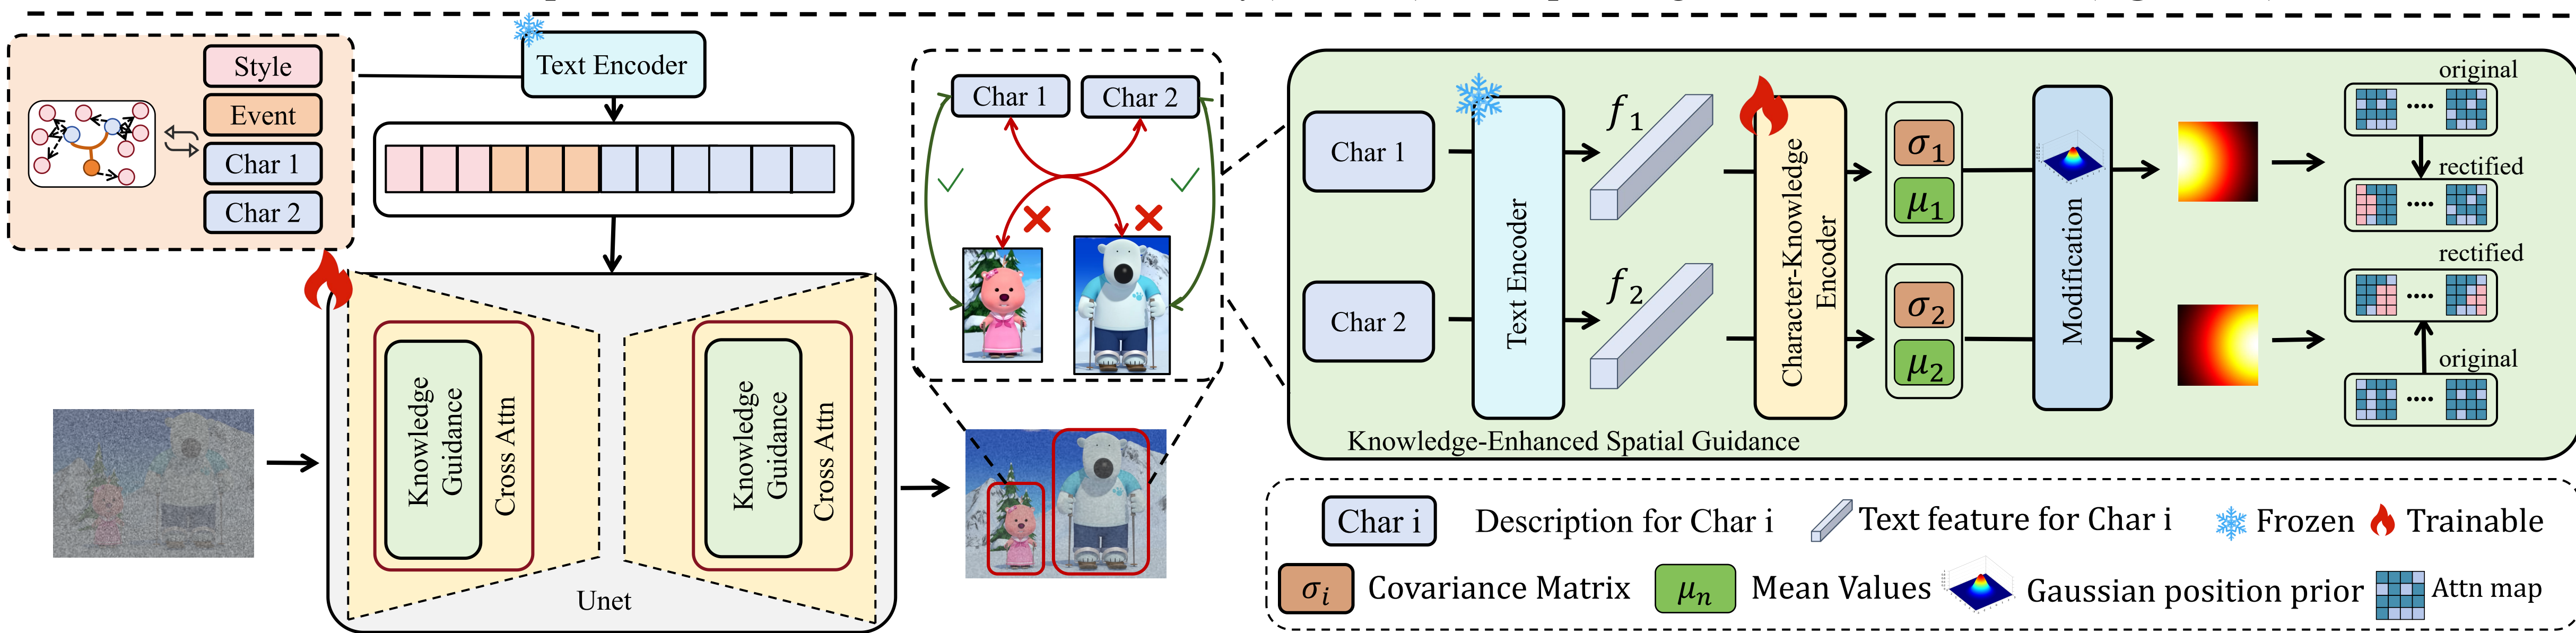 Style
Event
Char 1
Char 2
Text Encoder
Knowledge
Guidance
Cross Attn
Knowledge
Guidance
Cross Attn
Unet
Char 1
Char 2
Char 1
Char 2
Text Encoder
f₁
f₂
Character-Knowledge
Encoder
σ₁
μ₁
σ₂
μ₂
Modification
original
rectified
rectified
original
Knowledge-Enhanced Spatial Guidance
Char i
Description for Char i
Text feature for Char i
Frozen
Trainable
σᵢ
Covariance Matrix
μₙ
Mean Values
Gaussian position prior
Attn map